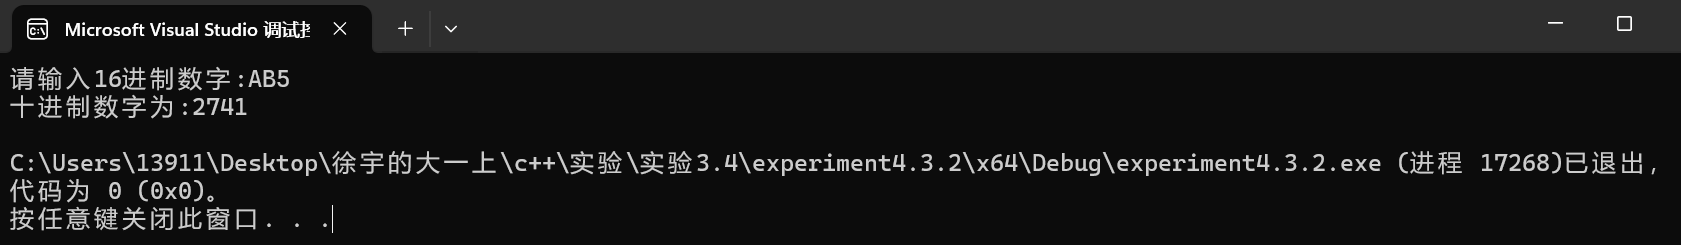 Microsoft Visual Studio 调试
请输入16进制数字:AB5
十进制数字为:2741
C:\Users\13911\Desktop\徐宇的大一上\c++\实验\实验3.4\experiment4.3.2\x64\Debug\experiment4.3.2.exe (进程 17268)已退出,
代码为 0 (0x0)。
按任意键关闭此窗口. . .